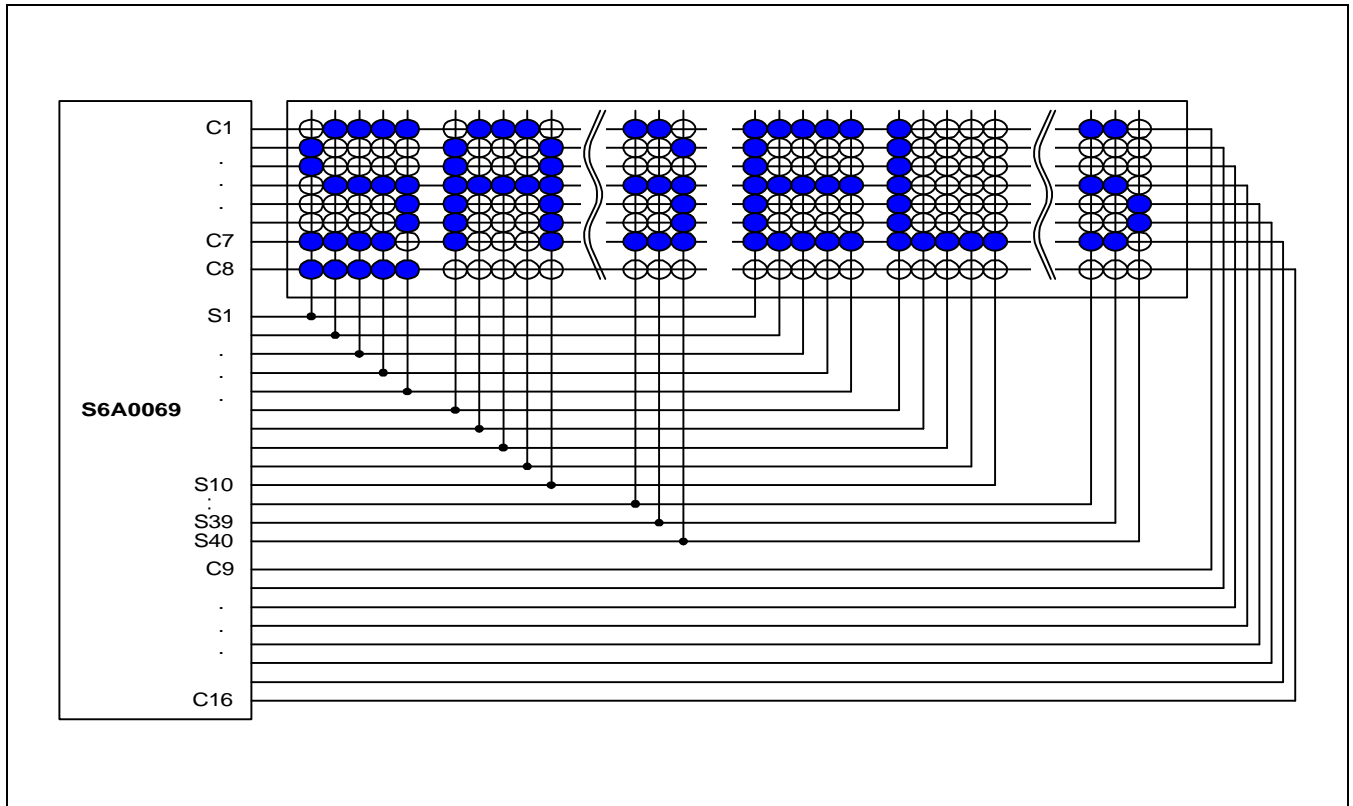 C1
.
.
.
C7
C8
S1
.
.
.
S6A0069
S10
:
S39
S40
C9
.
.
.
C16